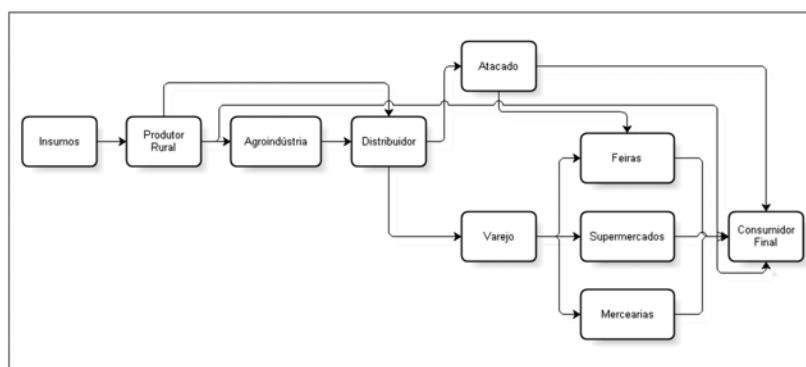 Atacado
Insumos
Produtor
Rural
Agroindústria
Distribuidor
Feiras
Varejo
Supermercados
Consumidor
Final
Mercearias